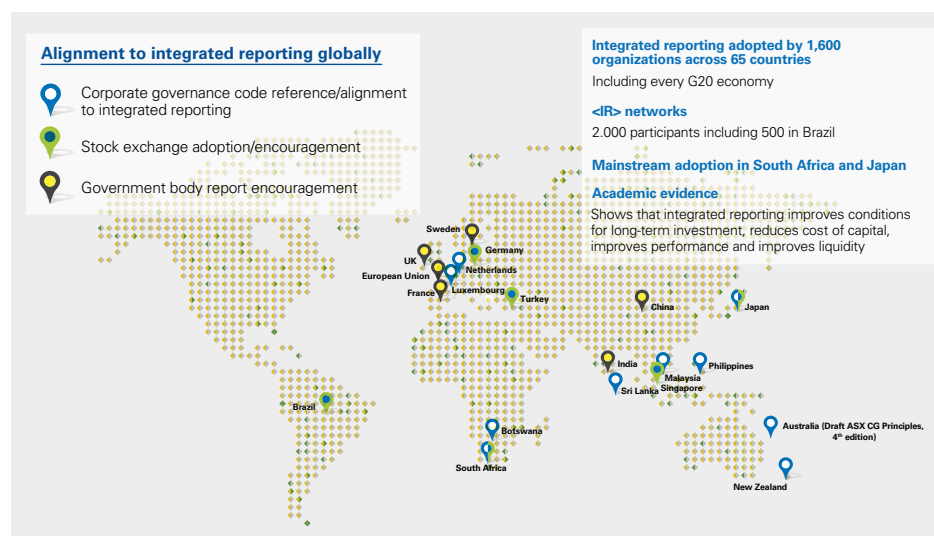 Alignment to integrated reporting globally
Corporate governance code reference/alignment
to integrated reporting
Stock exchange adoption/encouragement
Government body report encouragement
Integrated reporting adopted by 1,600
organizations across 65 countries
Including every G20 economy
<IR> networks
2.000 participants including 500 in Brazil
Mainstream adoption in South Africa and Japan
Academic evidence
Shows that integrated reporting improves conditions
for long-term investment, reduces cost of capital,
improves performance and improves liquidity
Sweden
Germany
UK
Netherlands
European Union
Luxembourg
France
Turkey
China
Japan
India
Philippines
Malaysia
Singapore
Sri Lanka
Brazil
Botswana
Australia (Draft ASX CG Principles,
4th edition)
South Africa
New Zealand